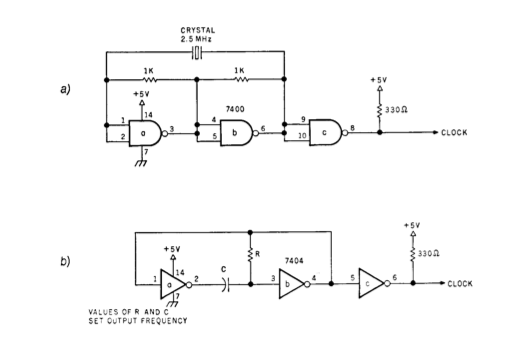 CRYSTAL
2.5 MHz
1K
1K
a)
+5V
+5V
14
7400
330Ω
1
2
a
3
4
5
b
6
9
10
c
8
CLOCK
7
+5V
b)
+5V
R
7404
330Ω
C
1
14
a
2
3
b
4
5
c
6
CLOCK
7
VALUES OF R AND C
SET OUTPUT FREQUENCY